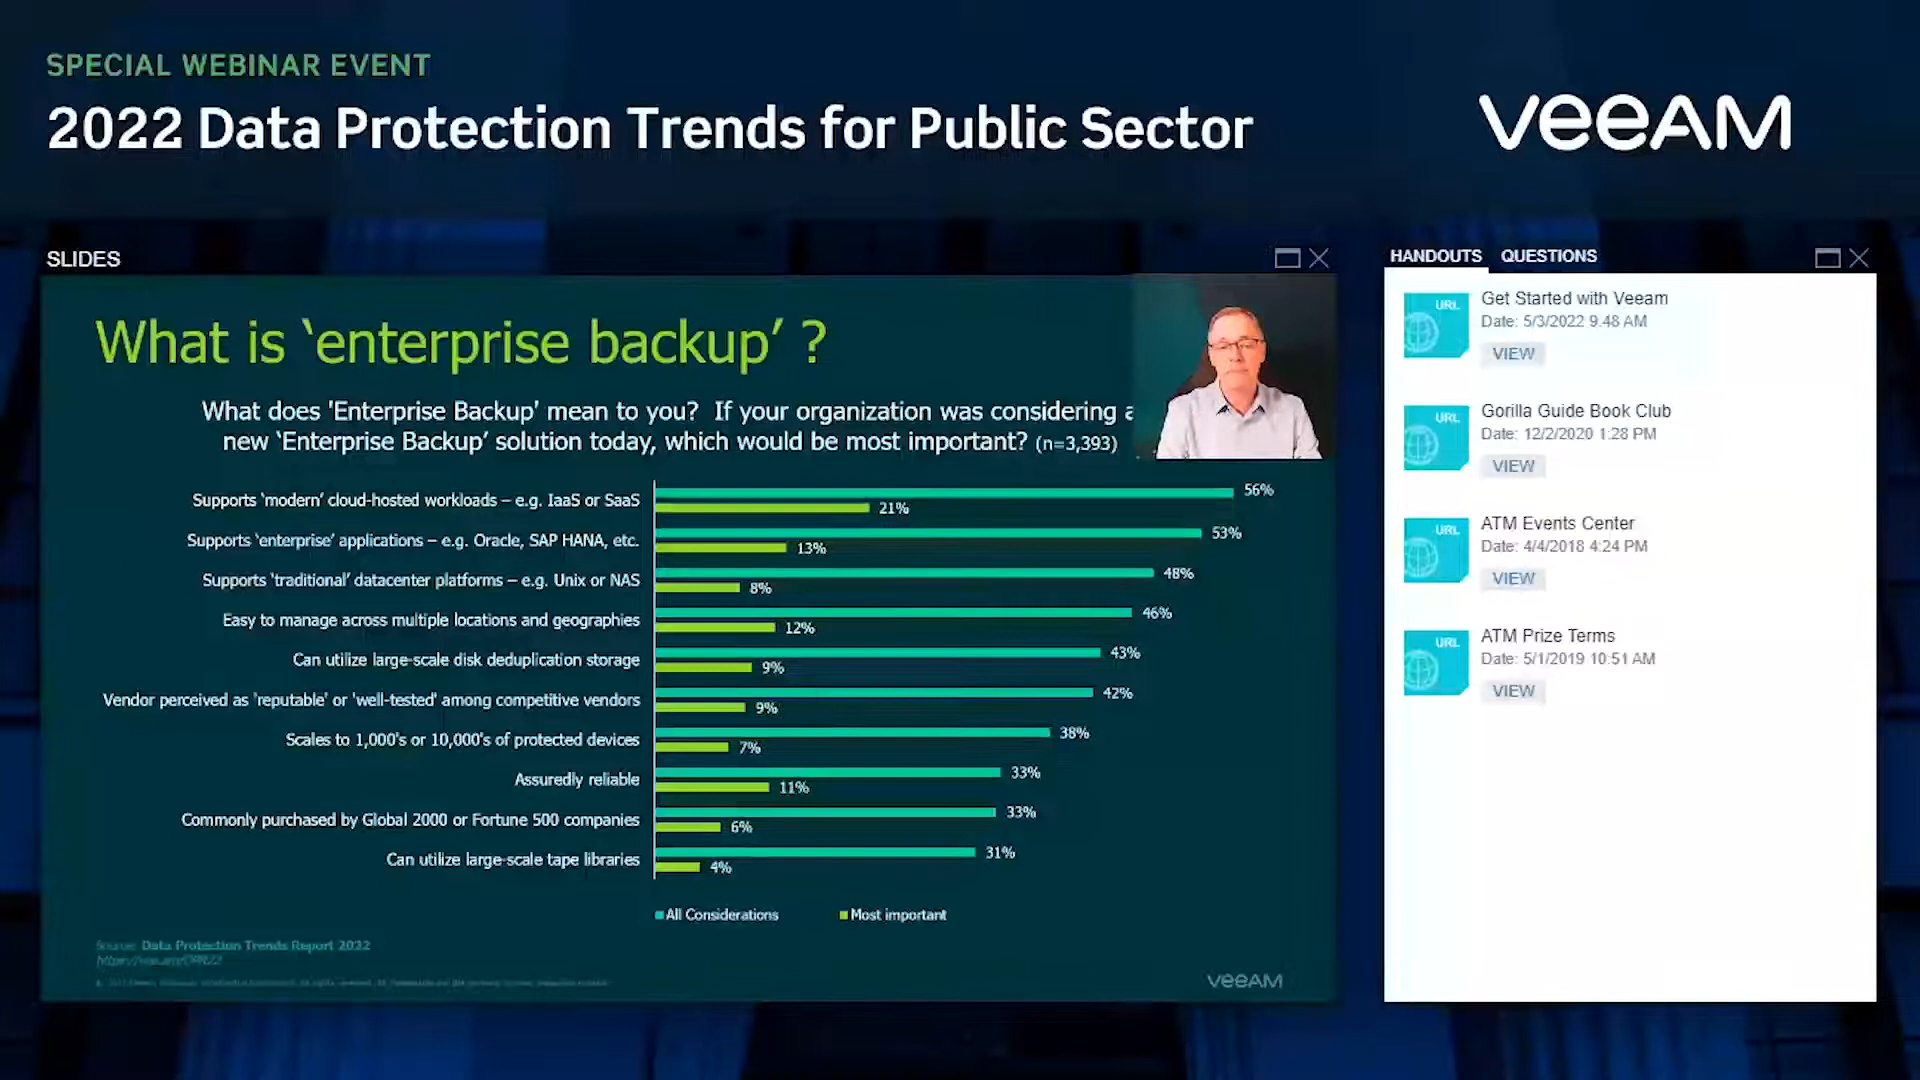 SPECIAL WEBINAR EVENT
2022 Data Protection Trends for Public Sector
veeAM
SLIDES
What is ‘enterprise backup’ ?
What does 'Enterprise Backup' mean to you? If your organization was considering a
new ‘Enterprise Backup’ solution today, which would be most important? (n=3,393)
Supports ‘modern’ cloud-hosted workloads – e.g. IaaS or SaaS
56%
21%
Supports ‘enterprise’ applications – e.g. Oracle, SAP HANA, etc.
53%
13%
Supports ‘traditional’ datacenter platforms – e.g. Unix or NAS
48%
8%
Easy to manage across multiple locations and geographies
46%
12%
Can utilize large-scale disk deduplication storage
43%
9%
Vendor perceived as 'reputable' or 'well-tested' among competitive vendors
42%
9%
Scales to 1,000's or 10,000's of protected devices
38%
7%
Assuredly reliable
33%
11%
Commonly purchased by Global 2000 or Fortune 500 companies
33%
6%
Can utilize large-scale tape libraries
31%
4%
All Considerations
Most important
Source: Data Protection Trends Report 2022
veeAM
HANDOUTS QUESTIONS
URL
Get Started with Veeam
Date: 5/3/2022 9:48 AM
VIEW
URL
Gorilla Guide Book Club
Date: 12/2/2020 1:28 PM
VIEW
URL
ATM Events Center
Date: 4/4/2018 4:24 PM
VIEW
URL
ATM Prize Terms
Date: 5/1/2019 10:51 AM
VIEW